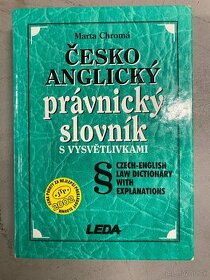 Marta Chromá
ČESKO
ANGLICKÝ
právnický
slovník
S VYSVĚTLIVKAMI
§
CZECH-ENGLISH
LAW DICTIONARY
WITH
EXPLANATIONS
LEDA